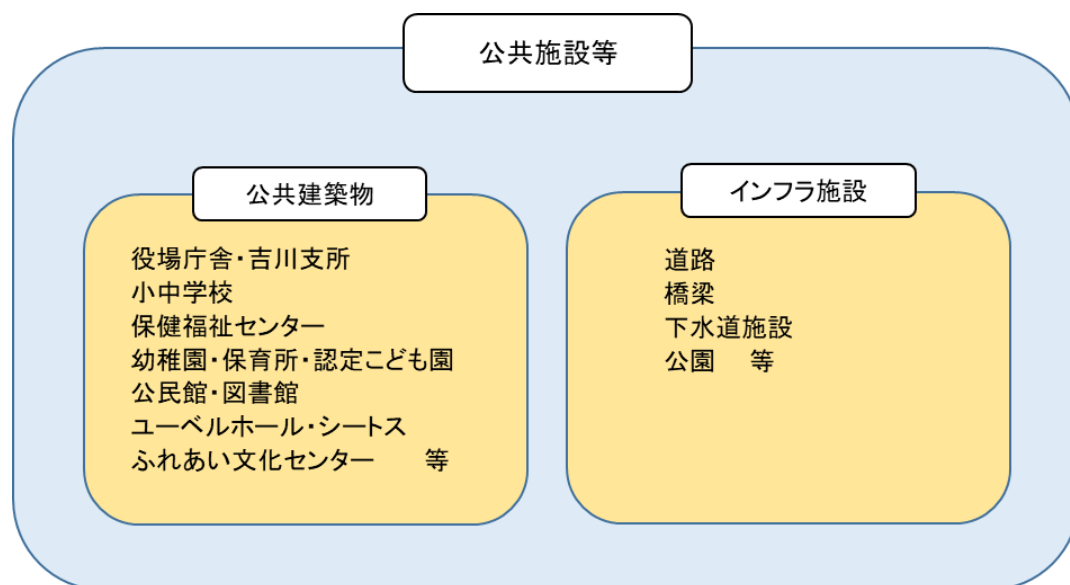 公共施設等
公共建築物
役場庁舎・吉川支所
小中学校
保健福祉センター
幼稚園・保育所・認定こども園
公民館・図書館
ユーベルホール・シートス
ふれあい文化センター　　等
インフラ施設
道路
橋梁
下水道施設
公園　等